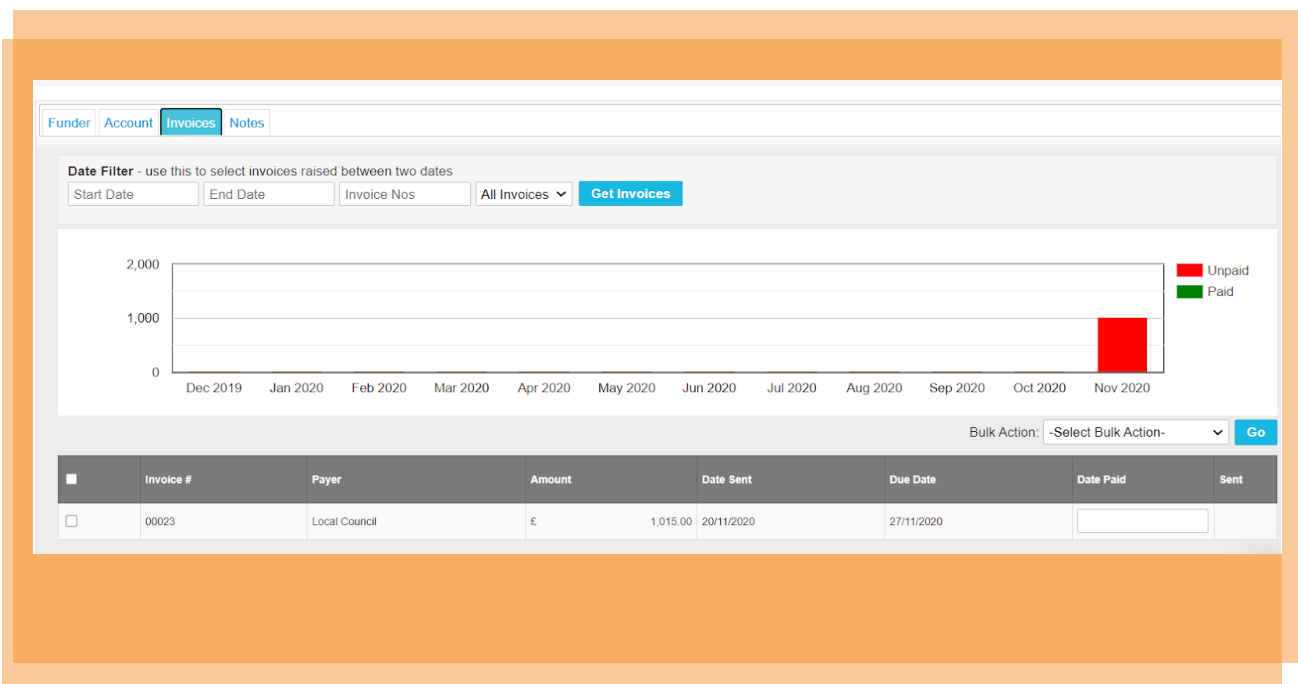 Funder Account Invoices Notes
Date Filter - use this to select invoices raised between two dates
Start Date End Date Invoice Nos All Invoices Get Invoices
2,000
1,000
0
Unpaid
Paid
Dec 2019 Jan 2020 Feb 2020 Mar 2020 Apr 2020 May 2020 Jun 2020 Jul 2020 Aug 2020 Sep 2020 Oct 2020 Nov 2020
Bulk Action: -Select Bulk Action- Go
Invoice # Payer Amount Date Sent Due Date Date Paid Sent
00023 Local Council £ 1,015.00 20/11/2020 27/11/2020